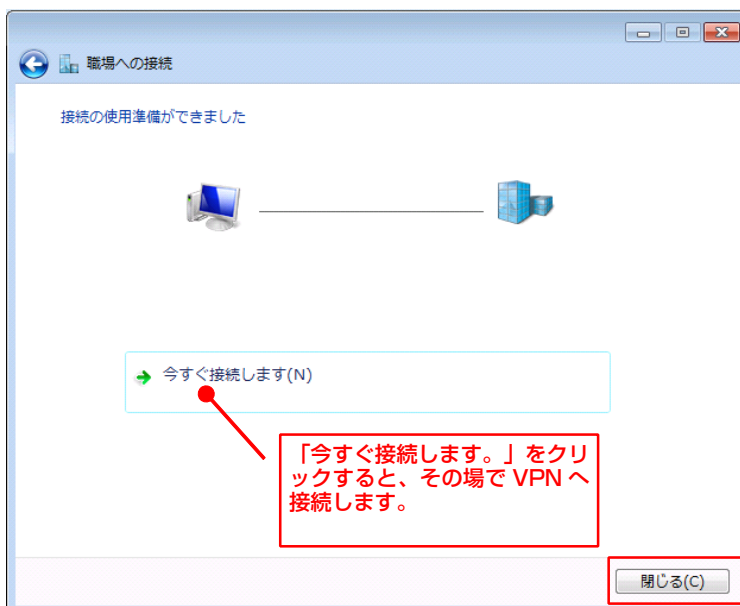 職場への接続
接続の使用準備ができました
今すぐ接続します(N)
「今すぐ接続します。」をクリ
ックすると、その場で VPN へ
接続します。
閉じる(C)